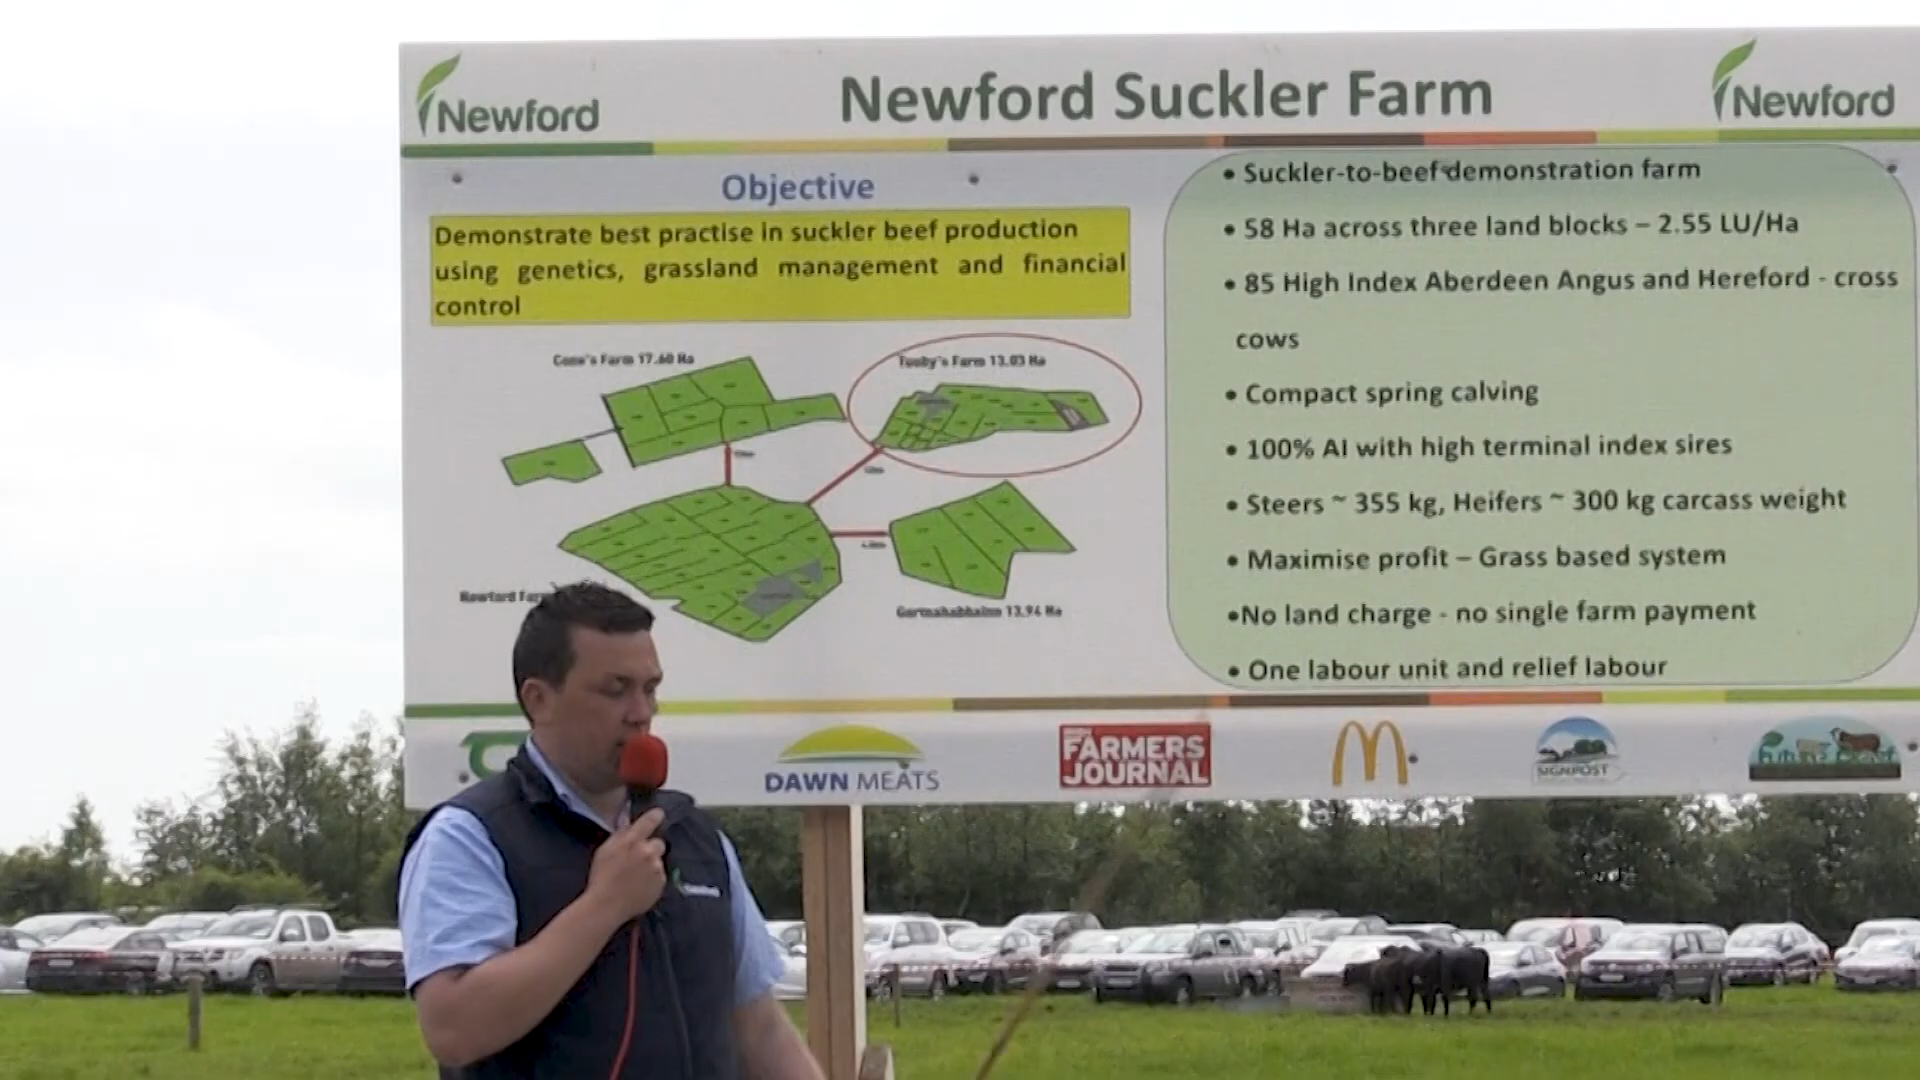 Newford
Newford Suckler Farm
Newford
Objective
Demonstrate best practise in suckler beef production
using genetics, grassland management and financial
control
Cone's Farm 17.60 Ha
Farm 13.03 Ha
Newford
13.94 Ha
• Suckler-to-beef demonstration farm
• 58 Ha across three land blocks – 2.55 LU/Ha
• 85 High Index Aberdeen Angus and Hereford - cross
cows
• Compact spring calving
• 100% AI with high terminal index sires
• Steers ~ 355 kg, Heifers ~ 300 kg carcass weight
• Maximise profit – Grass based system
•No land charge - no single farm payment
• One labour unit and relief labour
DAWN MEATS
FARMERS
JOURNAL
SIGNPOST
Future Beef
Newford